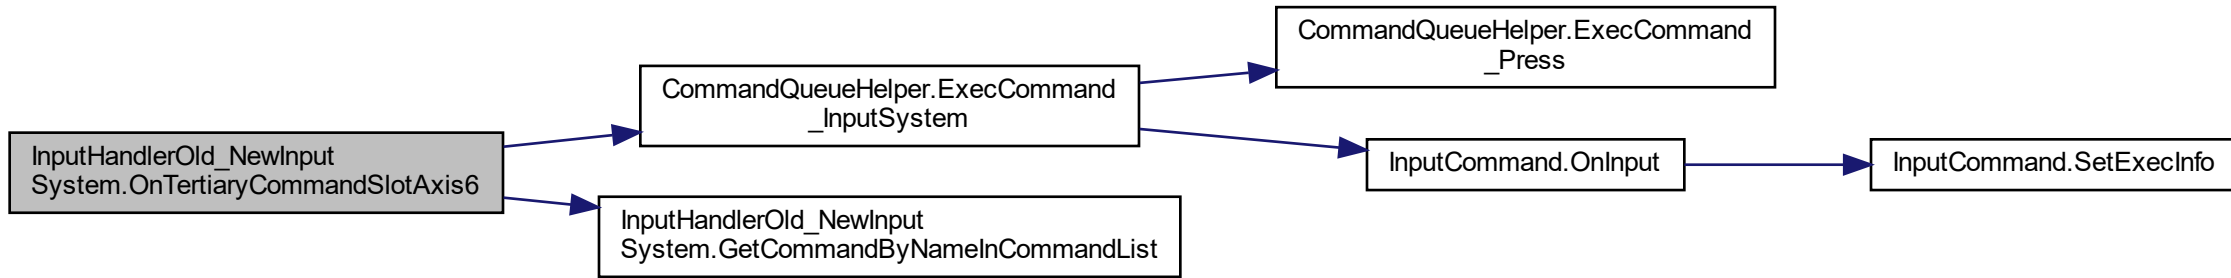 InputHandlerOld_NewInput
System.OnTertiaryCommandSlotAxis6
CommandQueueHelper.ExecCommand
_InputSystem
CommandQueueHelper.ExecCommand
_Press
InputCommand.OnInput
InputCommand.SetExecInfo
InputHandlerOld_NewInput
System.GetCommandByNameInCommandList